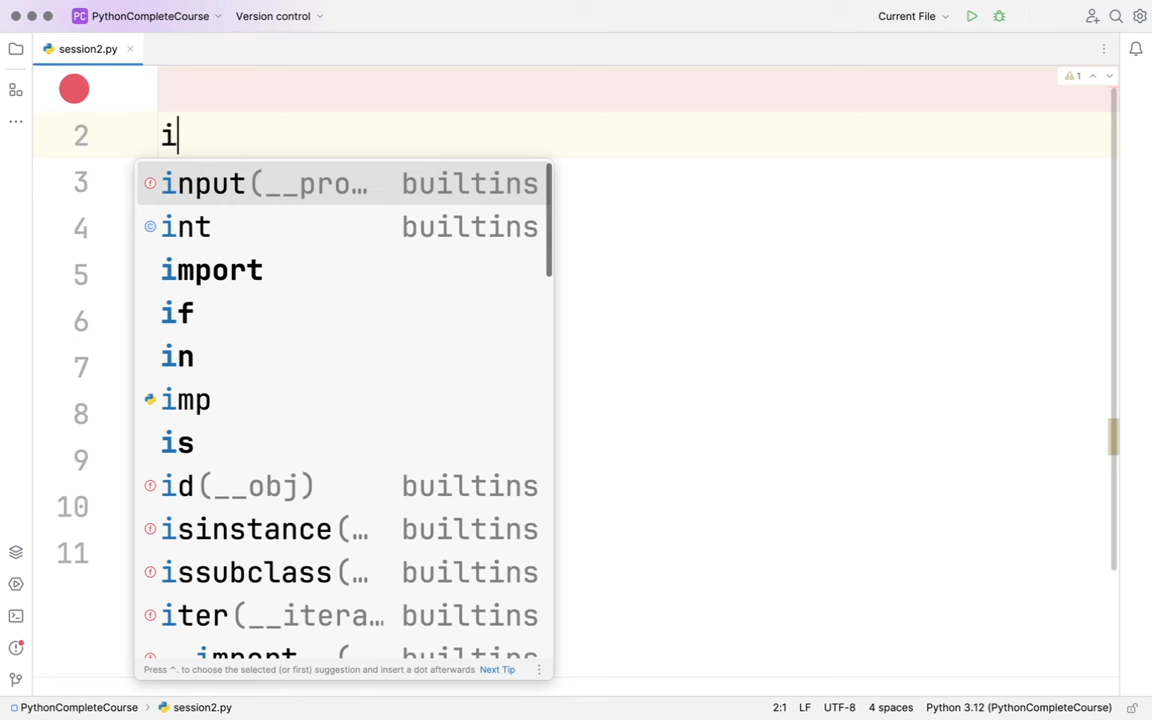 PC PythonCompleteCourse Version control Current File
session2.py
1
2 i
3 input(__pro… builtins
4 int builtins
5 import
6 if
7 in
8 imp
9 is
10 id(__obj) builtins
11 isinstance(… builtins
issubclass(… builtins
iter(__itera… builtins
__import__(… builtins
Press ^. to choose the selected (or first) suggestion and insert a dot afterwards Next Tip
PythonCompleteCourse session2.py 2:1 LF UTF-8 4 spaces Python 3.12 (PythonCompleteCourse)